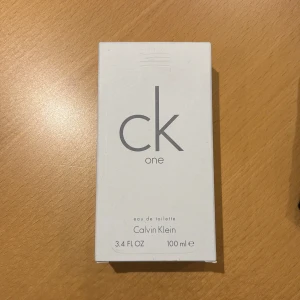 ck
one
eau de toilette
Calvin Klein
3.4 FL OZ 100 ml ℮